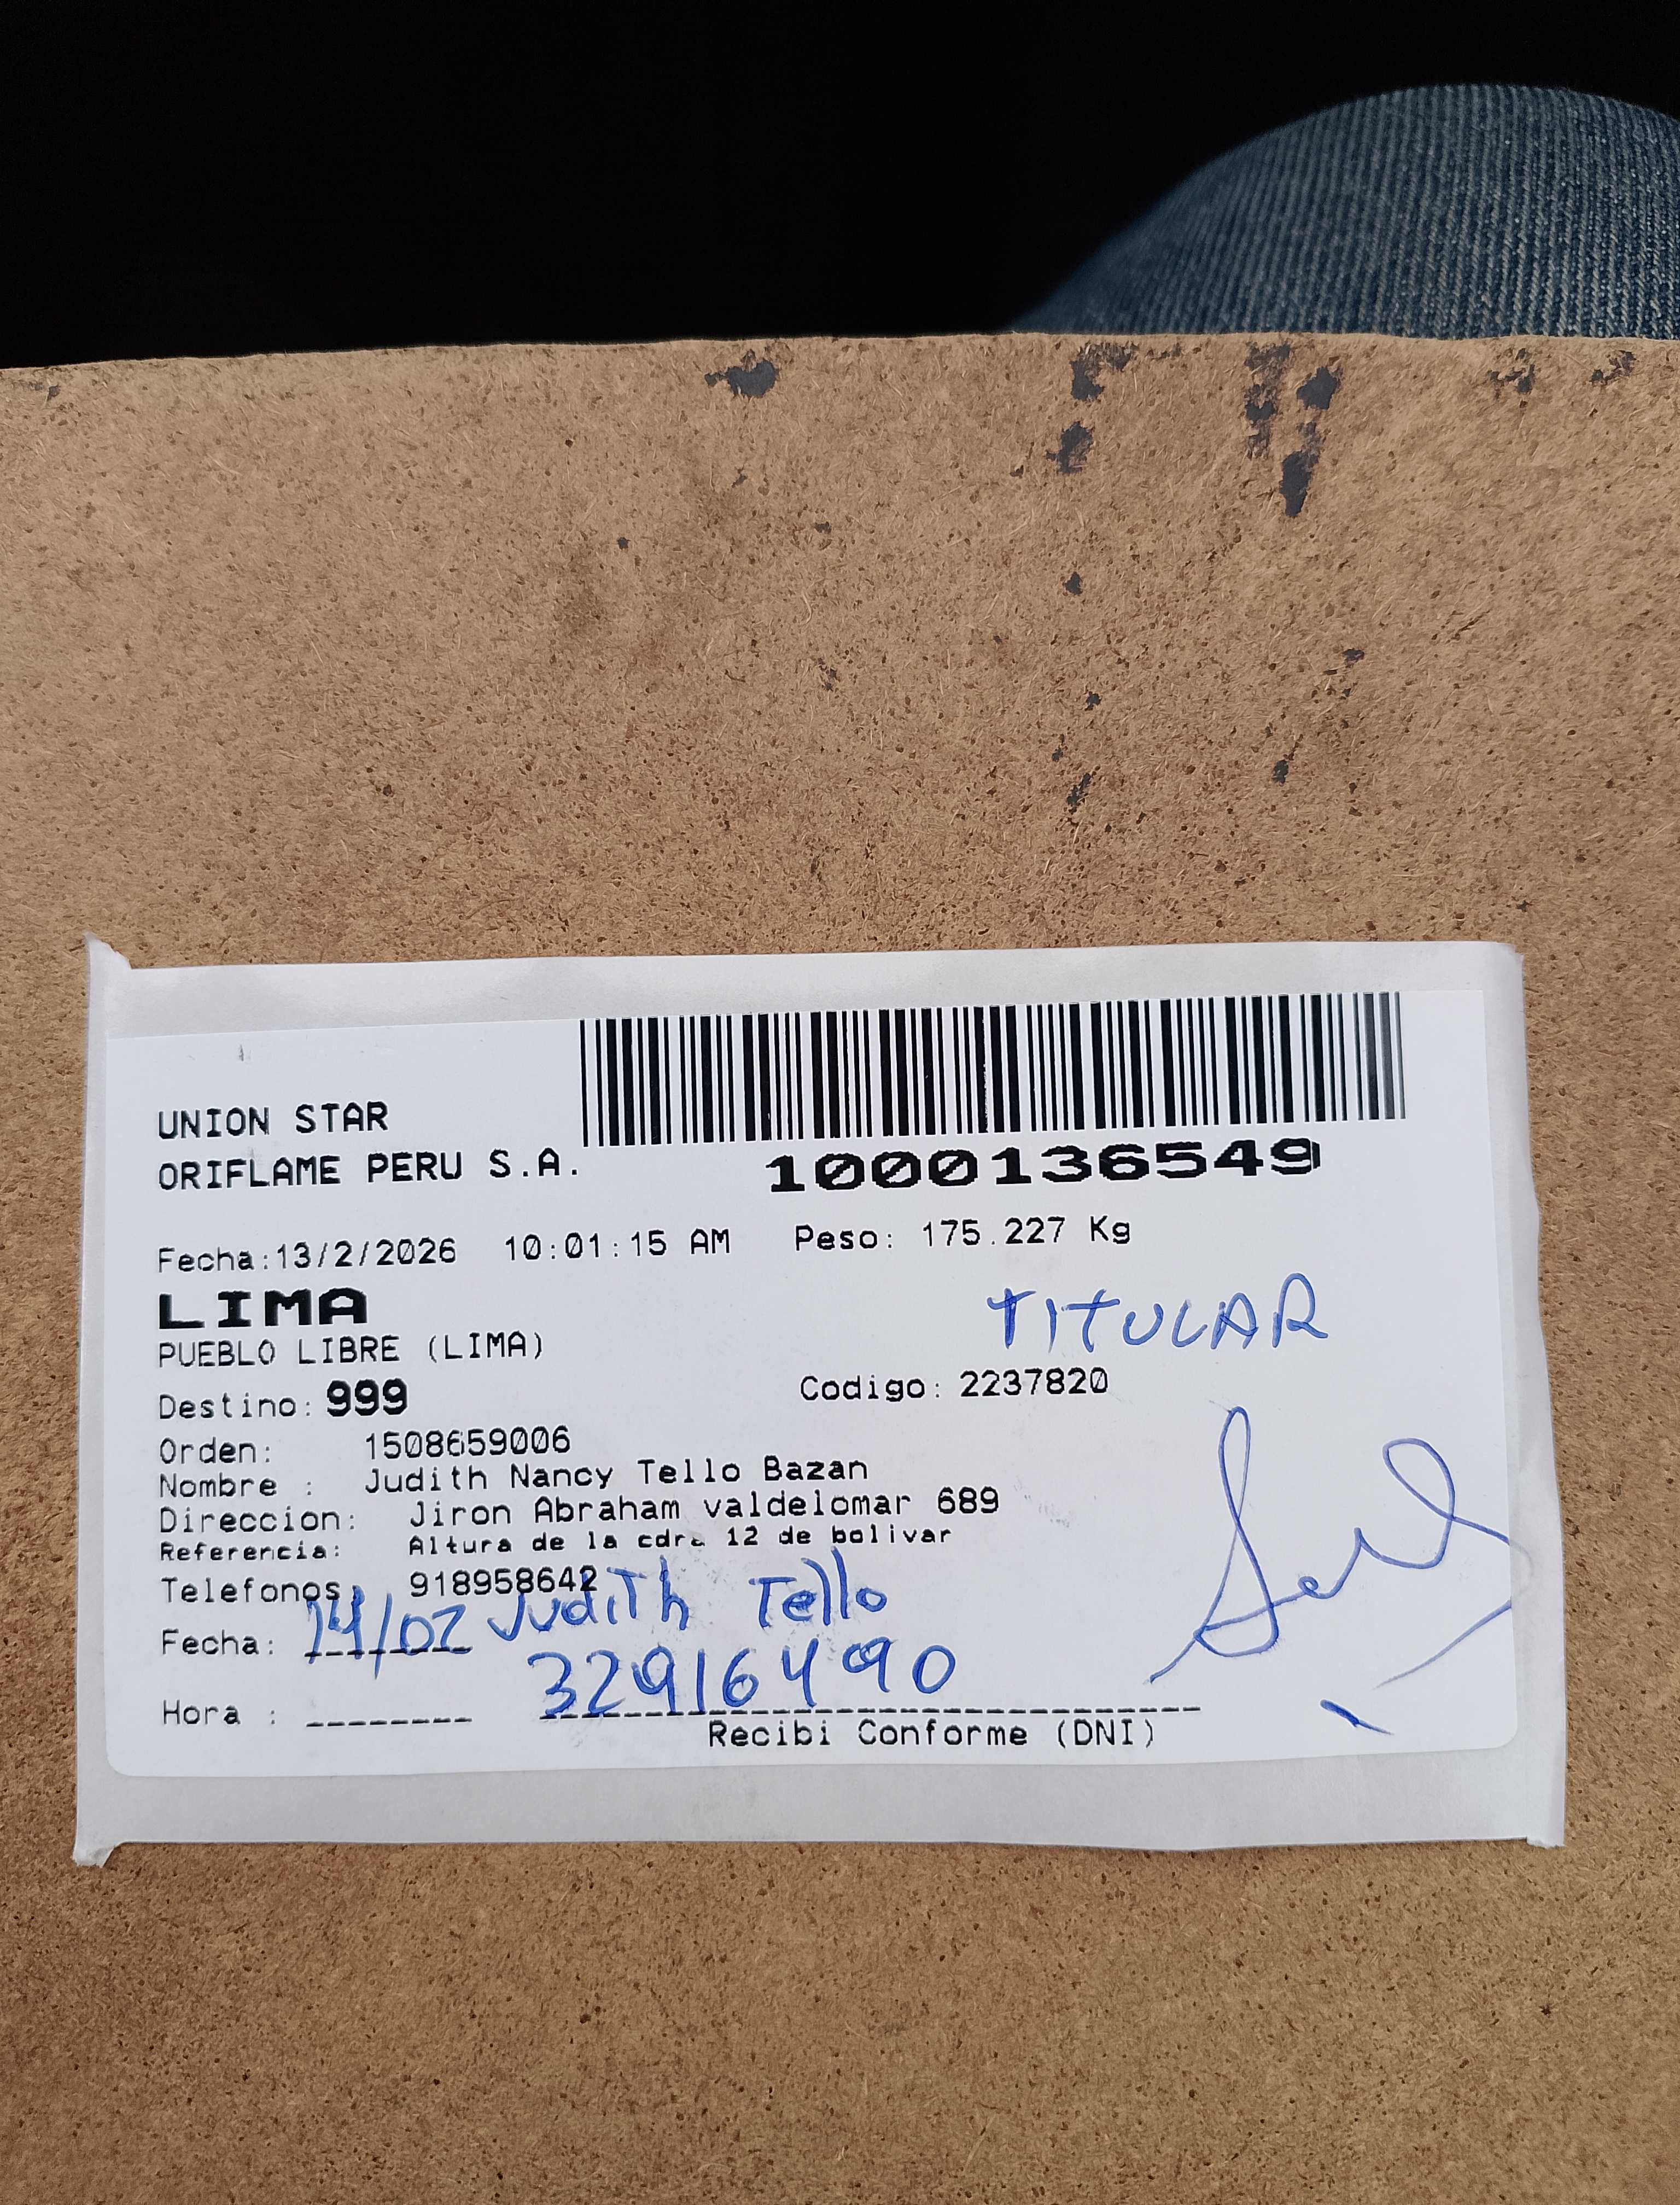 UNION STAR
ORIFLAME PERU S.A.
1000136549
Fecha:13/2/2026 10:01:15 AM Peso: 175.227 Kg
LIMA
TITULAR
PUEBLO LIBRE (LIMA)
Destino: 999 Codigo: 2237820
Orden: 1508659006
Nombre : Judith Nancy Tello Bazan
Direccion: Jiron Abraham valdelomar 689
Referencia: Altura de la cdra 12 de bolivar
Telefonos: 918958642
Judith Tello
Fecha: 14/02
32916490
Hora : --------
Recibi Conforme (DNI)